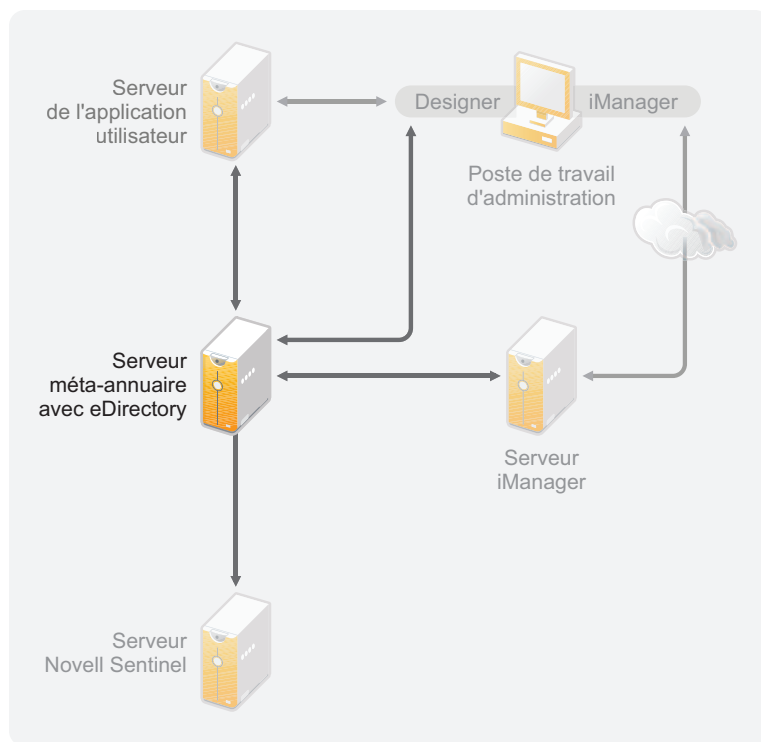 Serveur
de l'application
utilisateur
Designer
iManager
Poste de travail
d'administration
Serveur
méta-annuaire
avec eDirectory
Serveur
iManager
Serveur
Novell Sentinel